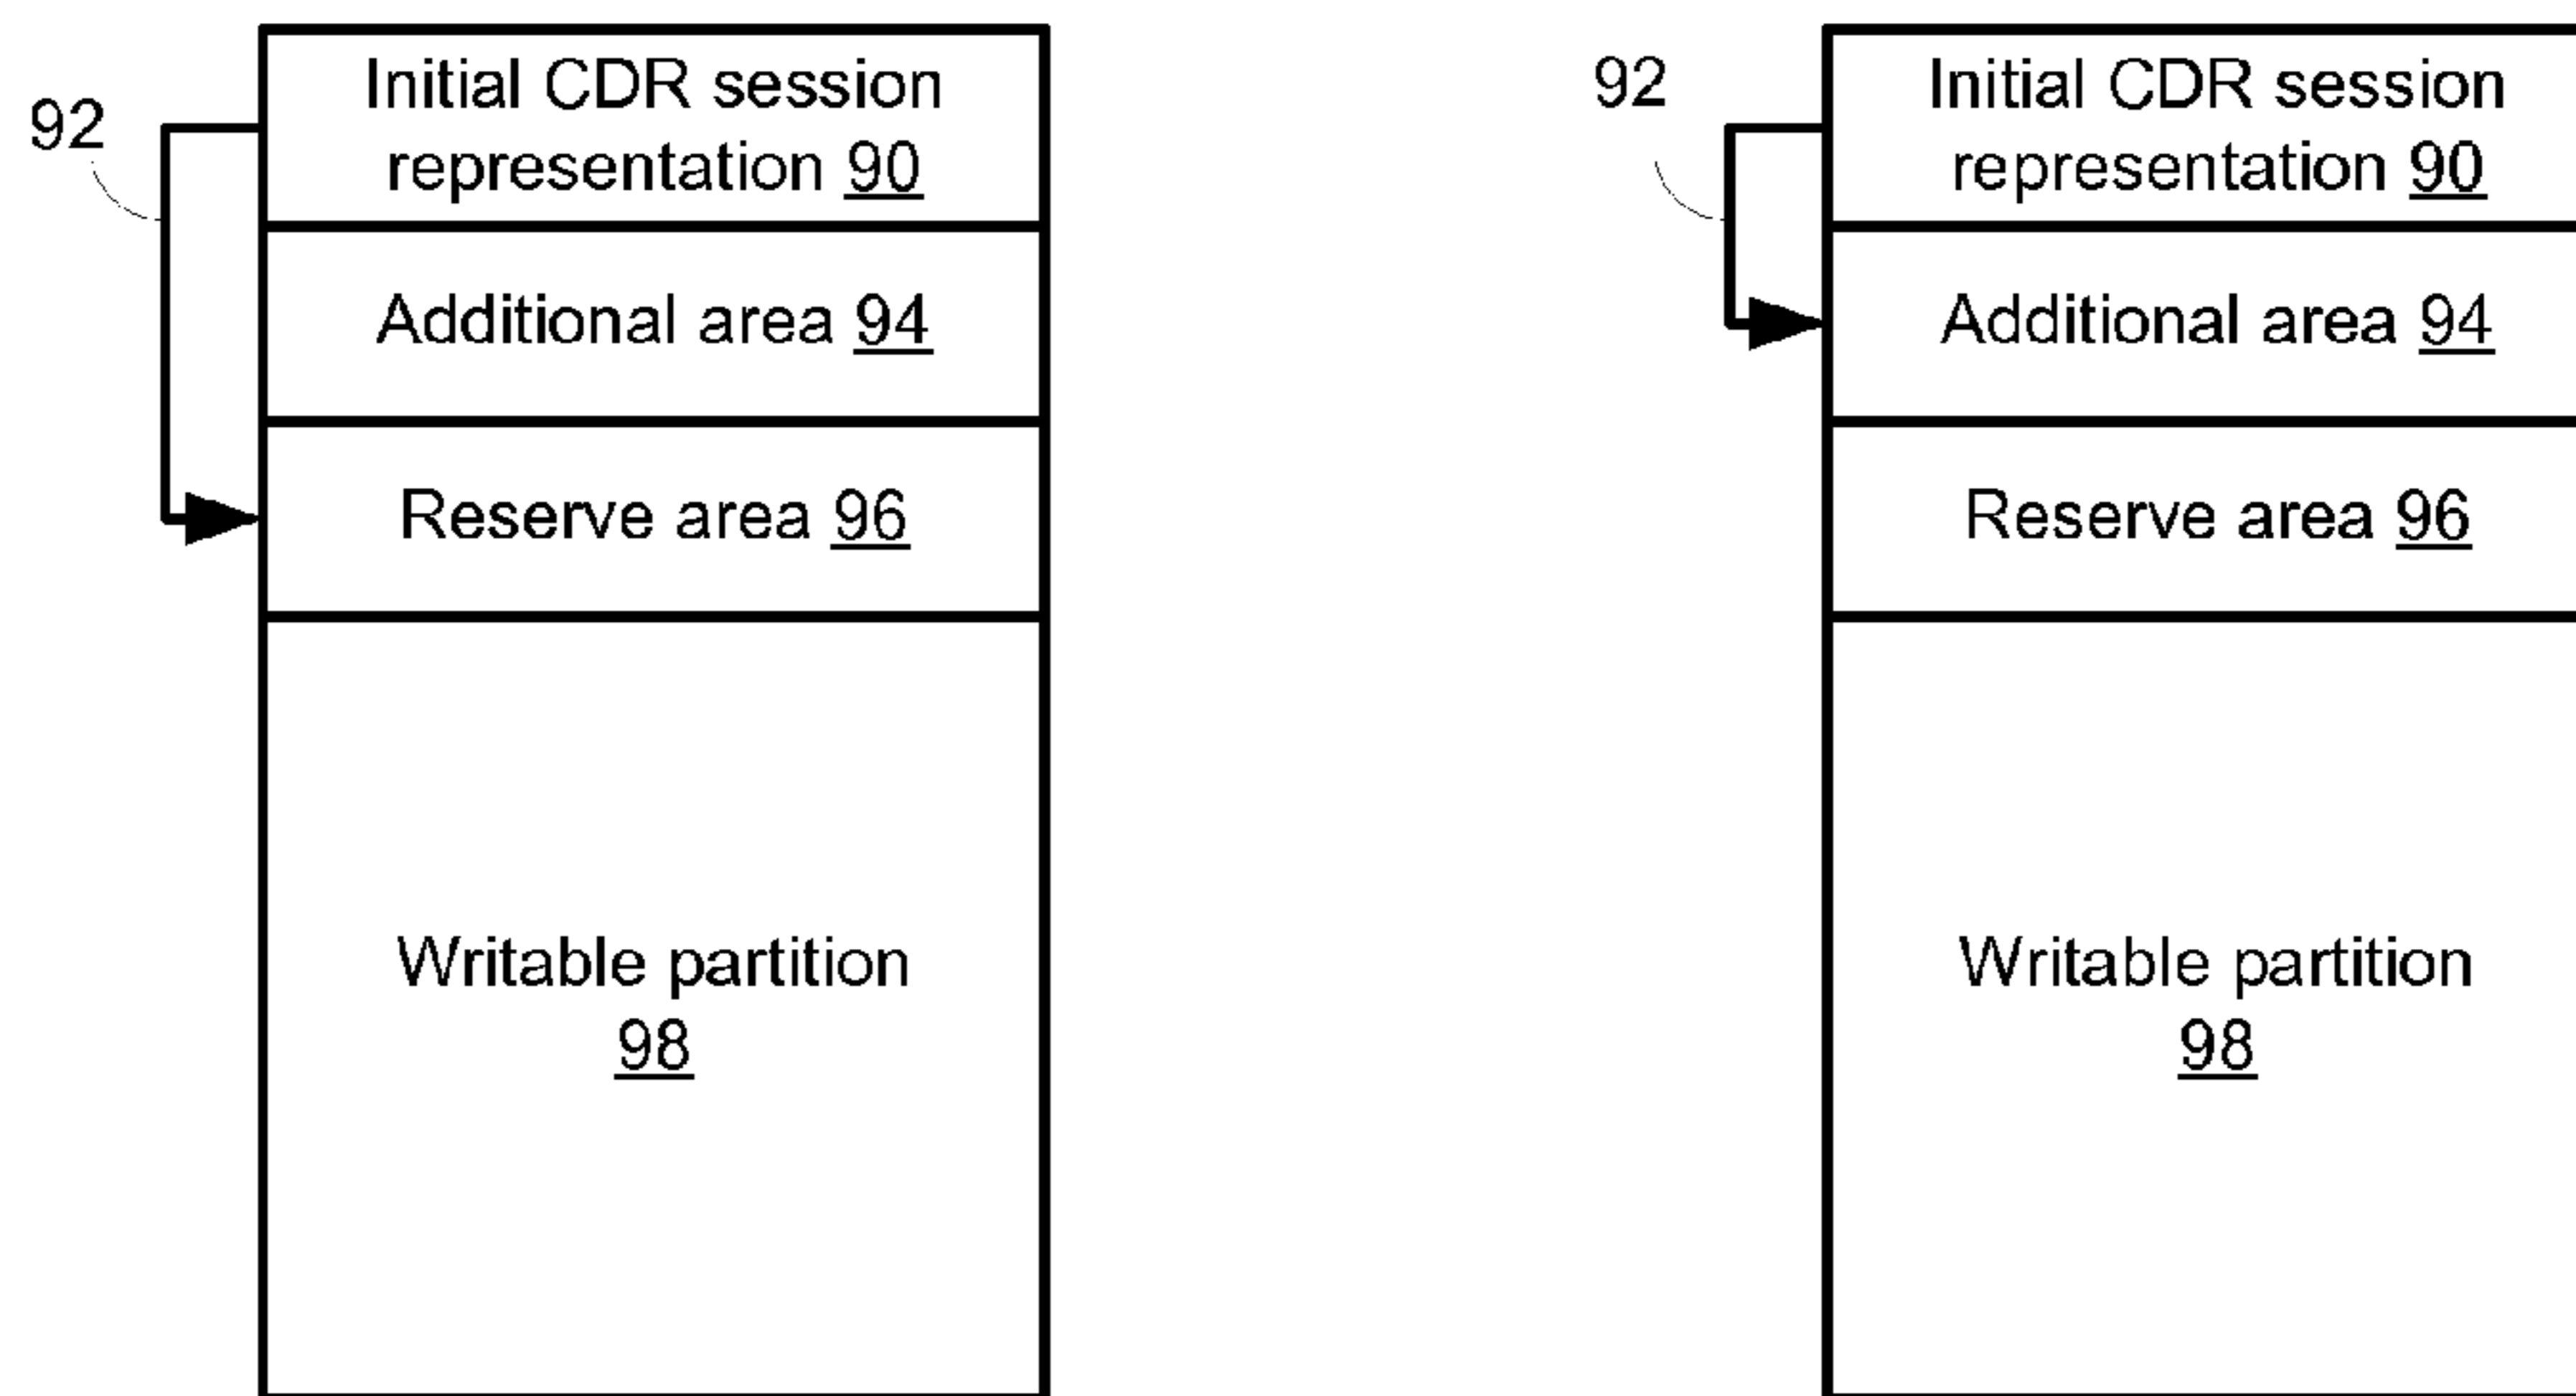 92
Initial CDR session
representation 90
Additional area 94
Reserve area 96
Writable partition
98
92
Initial CDR session
representation 90
Additional area 94
Reserve area 96
Writable partition
98